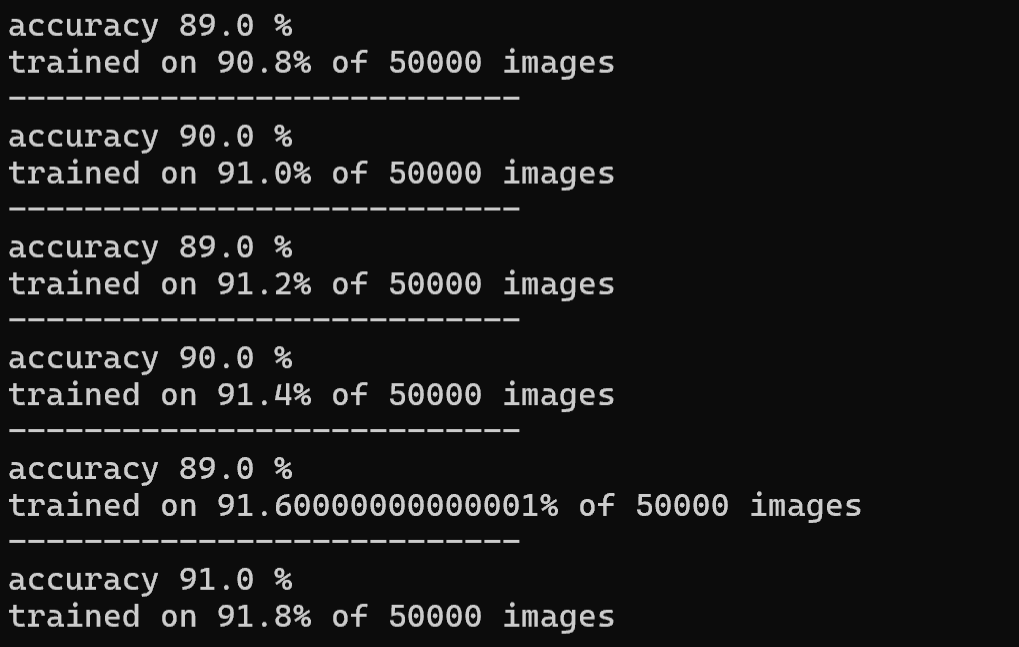 accuracy 89.0 %
trained on 90.8% of 50000 images
---------------------------
accuracy 90.0 %
trained on 91.0% of 50000 images
---------------------------
accuracy 89.0 %
trained on 91.2% of 50000 images
---------------------------
accuracy 90.0 %
trained on 91.4% of 50000 images
---------------------------
accuracy 89.0 %
trained on 91.60000000000001% of 50000 images
---------------------------
accuracy 91.0 %
trained on 91.8% of 50000 images